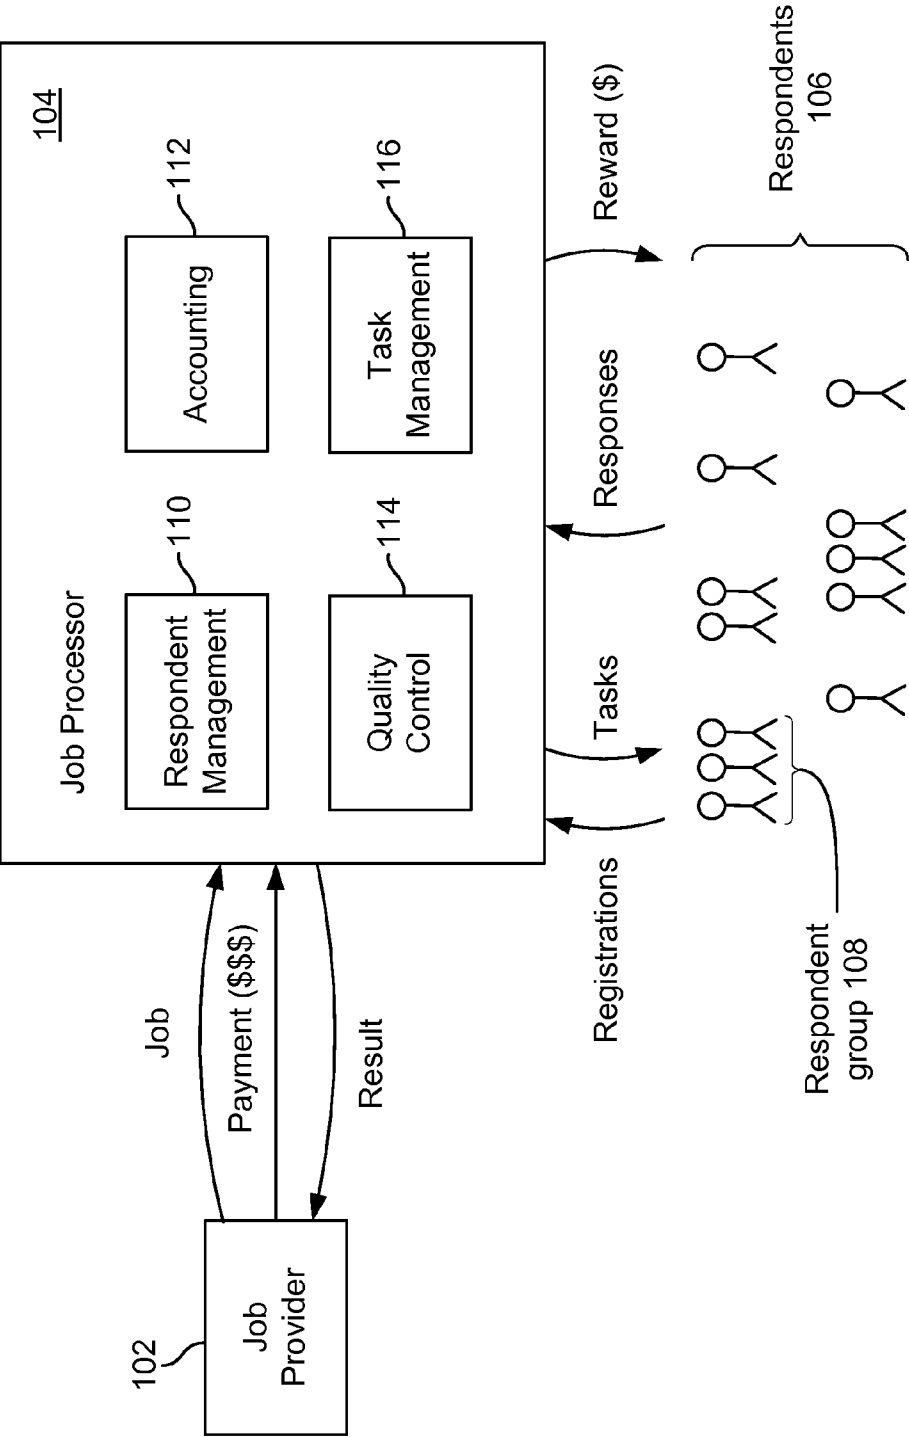 Job Processor
104
Respondent
Management
110
Accounting
112
Quality
Control
114
Task
Management
116
102
Job
Provider
Job
Payment ($$$)
Result
Registrations
Tasks
Responses
Reward ($)
Respondent
group 108
Respondents
106